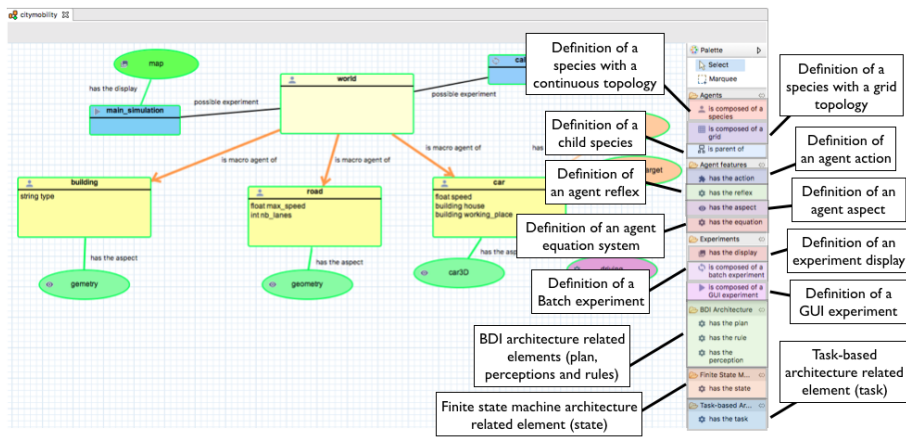 citymobility
map
has the display
main_simulation
possible experiment
world
possible experiment
is macro agent of
is macro agent of
is macro agent of
building
string type
road
float max_speed
int nb_lanes
car
float speed
building house
building working_place
has the aspect
has the aspect
gemetry
geometry
car3D
Palette
Select
Marquee
Agents
is composed of a
species
is composed of a
grid
is parent of
Agent features
has the action
has the reflex
has the aspect
has the equation
Experiments
has the display
is composed of a
batch experiment
is composed of a
GUI experiment
BDI Architecture
has the plan
has the rule
has the
perception
Finite State M...
has the state
Task-based Ar...
has the task
Definition of a
species with a
continuous topology
Definition of a
child species
Definition of
an agent reflex
Definition of an agent
equation system
Definition of a
Batch experiment
BDI architecture related
elements (plan,
perceptions and rules)
Finite state machine architecture
related element (state)
Definition of a
species with a grid
topology
Definition of
an agent action
Definition of an
agent aspect
Definition of an
experiment display
Definition of a
GUI experiment
Task-based
architecture related
element (task)